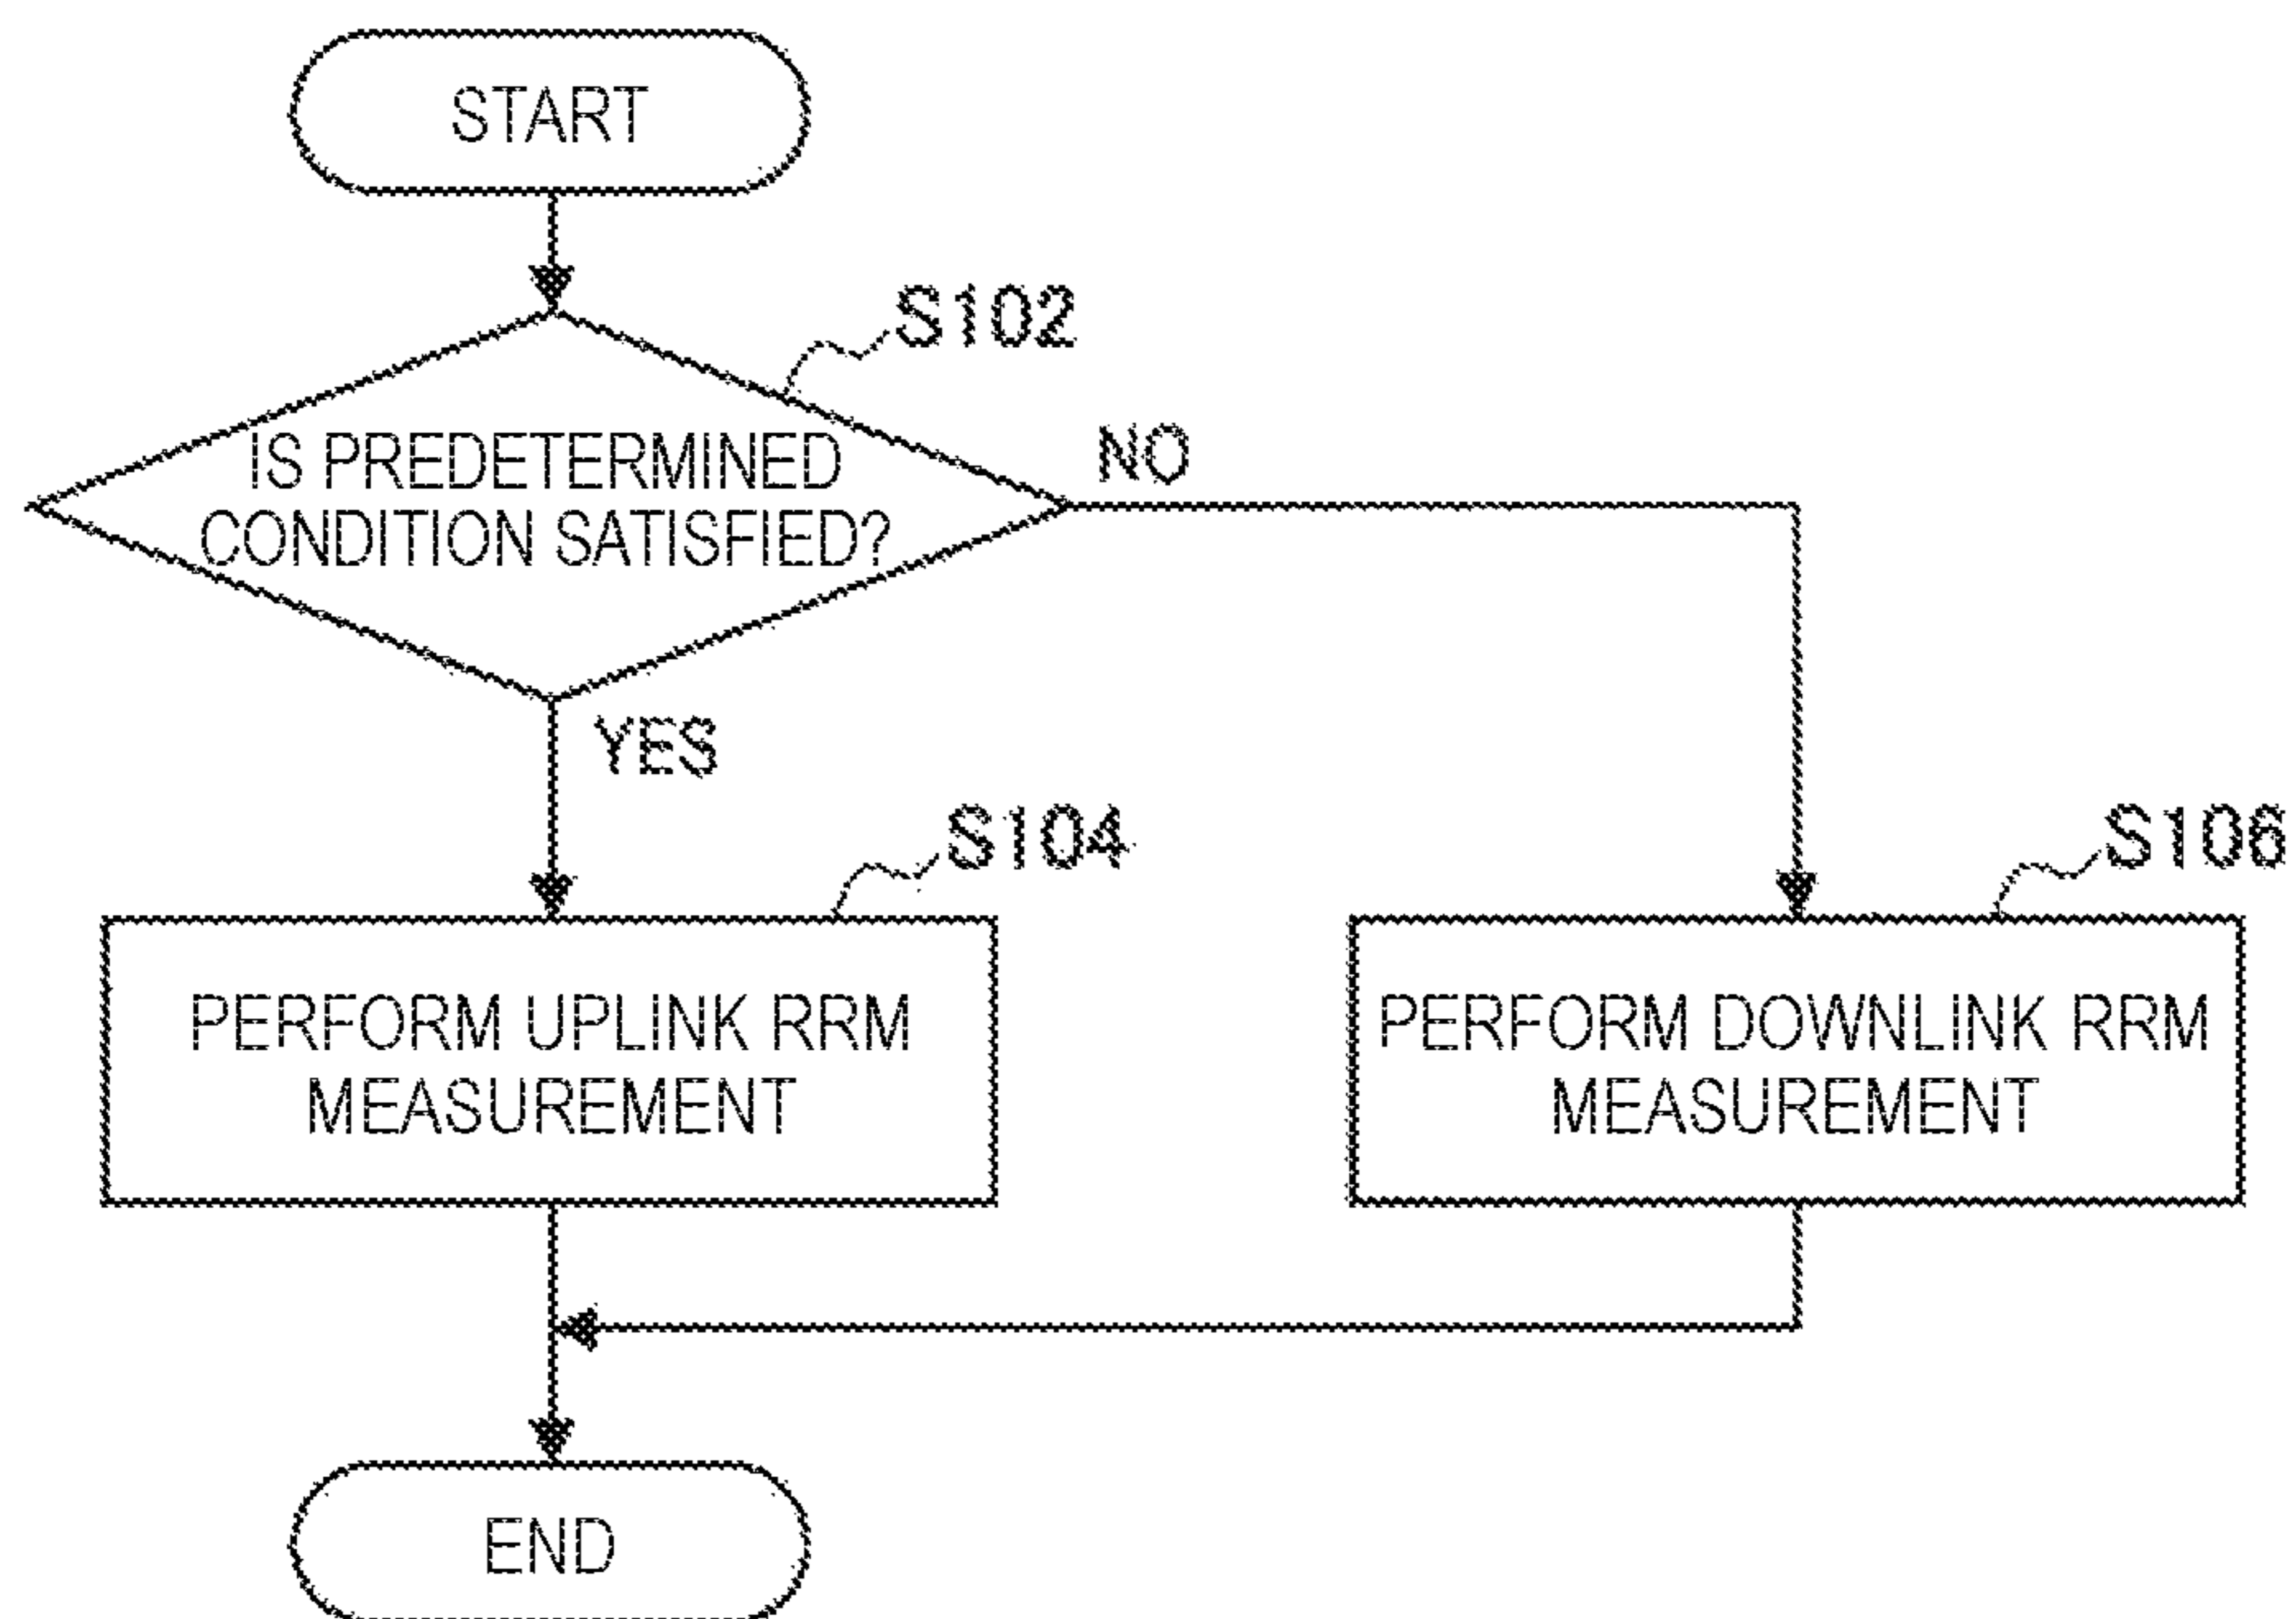 START
S102
IS PREDETERMINED
CONDITION SATISFIED?
NO
YES
S104
PERFORM UPLINK RRM
MEASUREMENT
S106
PERFORM DOWNLINK RRM
MEASUREMENT
END